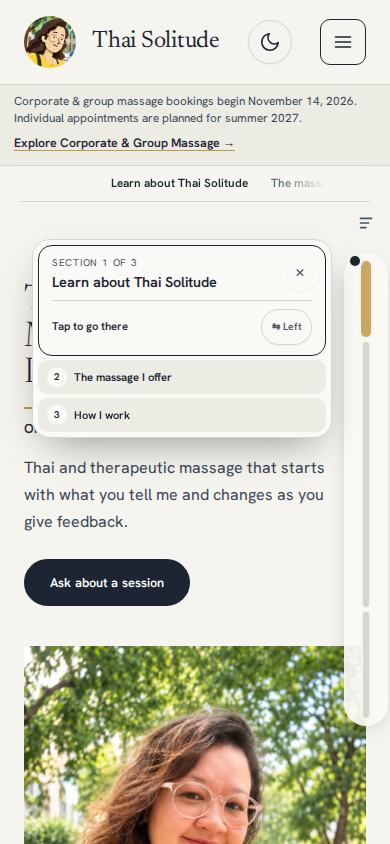 Thai Solitude
Corporate & group massage bookings begin November 14, 2026.
Individual appointments are planned for summer 2027.
Explore Corporate & Group Massage →
Learn about Thai Solitude
The mass
SECTION 1 OF 3
Learn about Thai Solitude
×
Tap to go there
⇆ Left
2 The massage I offer
3 How I work
Thai and therapeutic massage that starts
with what you tell me and changes as you
give feedback.
Ask about a session